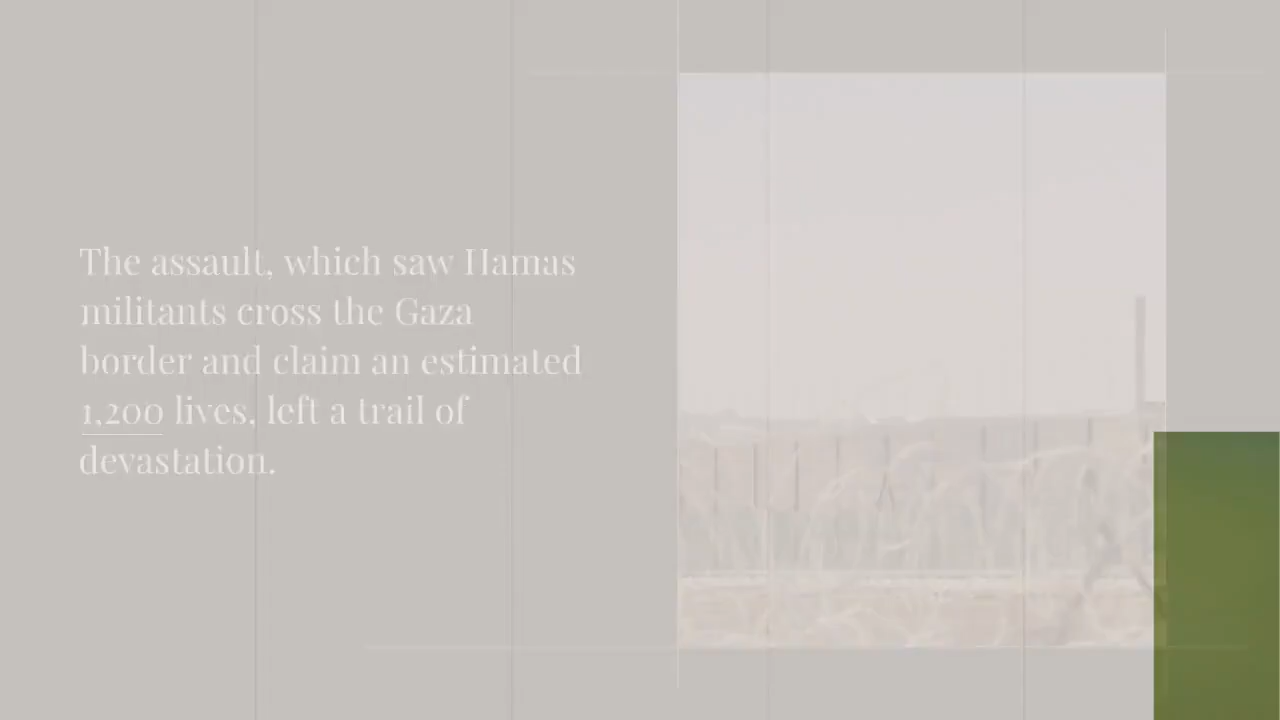 The assault, which saw Hamas
militants cross the Gaza
border and claim an estimated
1,200 lives, left a trail of
devastation.